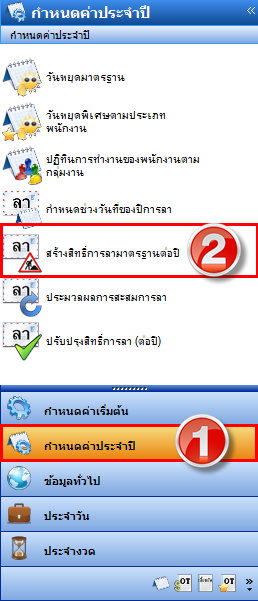 กำหนดค่าประจำปี
กำหนดค่าประจำปี
วันหยุดมาตรฐาน
วันหยุดพิเศษตามประเภท
พนักงาน
ปฏิทินการทำงานของพนักงานตาม
กลุ่มงาน
ลา กำหนดช่วงวันที่ของปีการลา
ลา สร้างสิทธิ์การลามาตรฐานต่อปี 2
ลา ประมวลผลการสะสมการลา
ลา ปรับปรุงสิทธิ์การลา (ต่อปี)
กำหนดค่าเริ่มต้น
กำหนดค่าประจำปี 1
ข้อมูลทั่วไป
ประจำวัน
ประจำงวด
OT OT